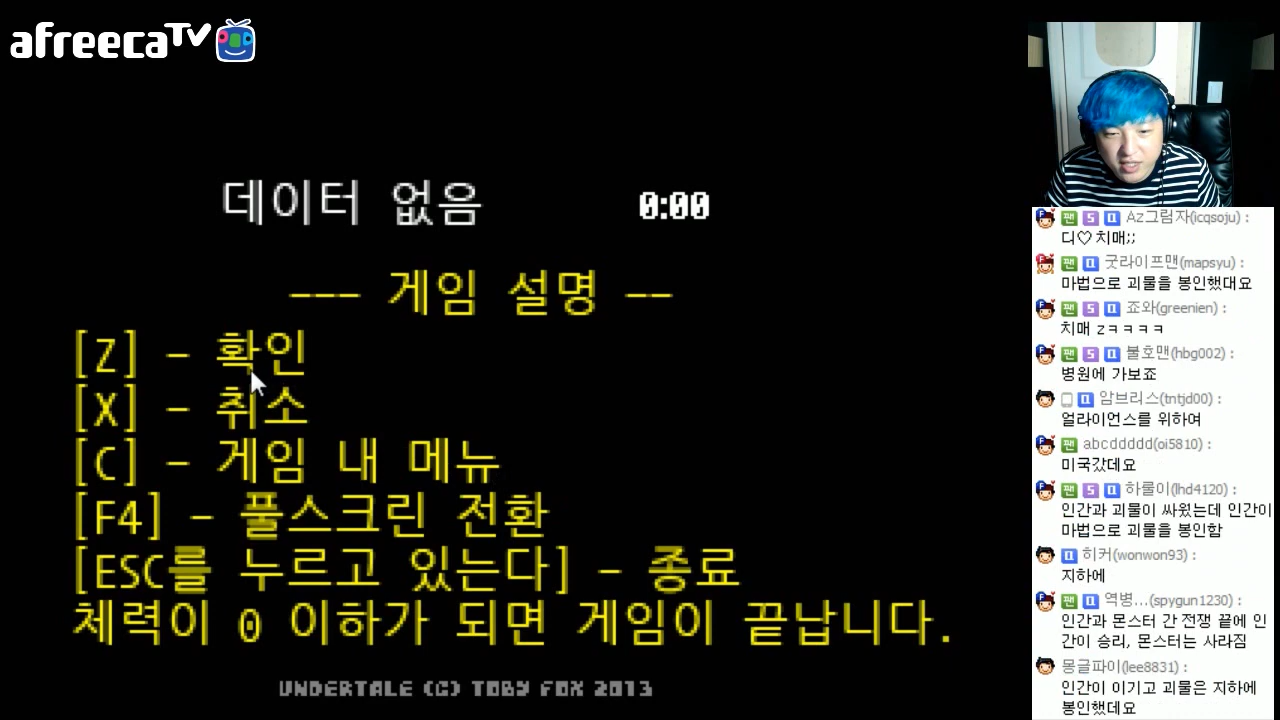 afreecaTV
데이터 없음 0:00
--- 게임 설명 --
[Z] - 확인
[X] - 취소
[C] - 게임 내 메뉴
[F4] - 풀스크린 전환
[ESC를 누르고 있는다] - 종료
체력이 0 이하가 되면 게임이 끝납니다.
UNDERTALE (C) TOBY FOX 2013
팬 S Az그림자(icqsoju) :
디♡치매;;
팬 굿라이프맨(mapsyu) :
마법으로 괴물을 봉인했대요
팬 S 죠와(greenien) :
치매 zㅋㅋㅋㅋ
팬 S 불호맨(hbg002) :
병원에 가보죠
암브리스(tntjd00) :
얼라이언스를 위하여
팬 abcddddd(oi5810) :
미국갔데요
팬 S 하룰이(lhd4120) :
인간과 괴물이 싸웠는데 인간이
마법으로 괴물을 봉인함
히커(wonwon93) :
지하에
팬 역병...(spygun1230) :
인간과 몬스터 간 전쟁 끝에 인
간이 승리, 몬스터는 사라짐
몽글파이(lee8831) :
인간이 이기고 괴물은 지하에
봉인했데요